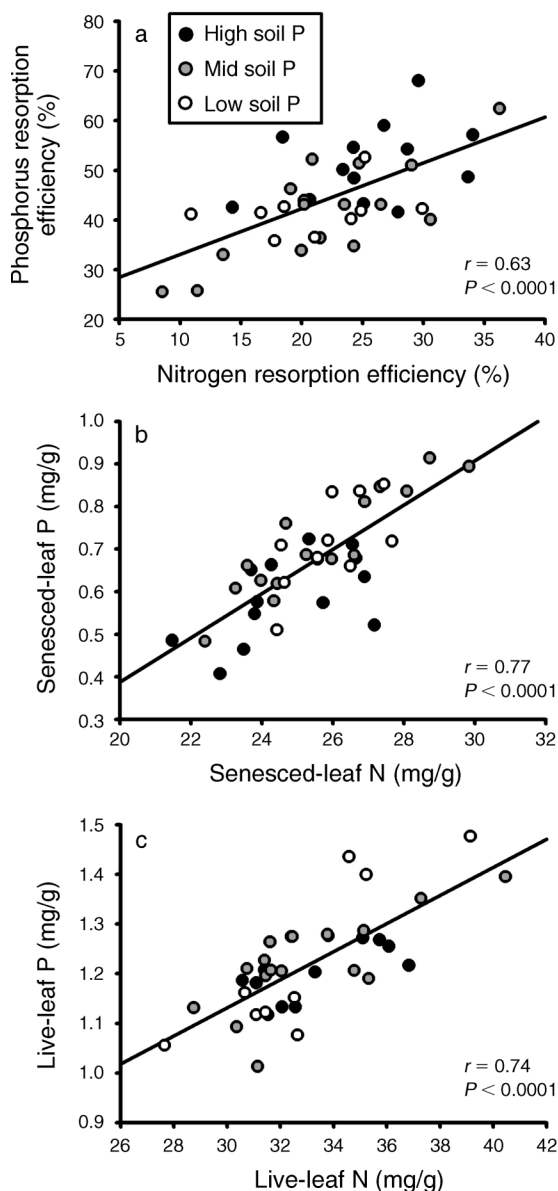 a
High soil P
Mid soil P
Low soil P
Phosphorus resorption
efficiency (%)
80
70
60
50
40
30
20
r = 0.63
P < 0.0001
5 10 15 20 25 30 35 40
Nitrogen resorption efficiency (%)
b
Senesced-leaf P (mg/g)
1.0
0.9
0.8
0.7
0.6
0.5
0.4
0.3
r = 0.77
P < 0.0001
20 22 24 26 28 30 32
Senesced-leaf N (mg/g)
c
Live-leaf P (mg/g)
1.5
1.4
1.3
1.2
1.1
1.0
0.9
r = 0.74
P < 0.0001
26 28 30 32 34 36 38 40 42
Live-leaf N (mg/g)